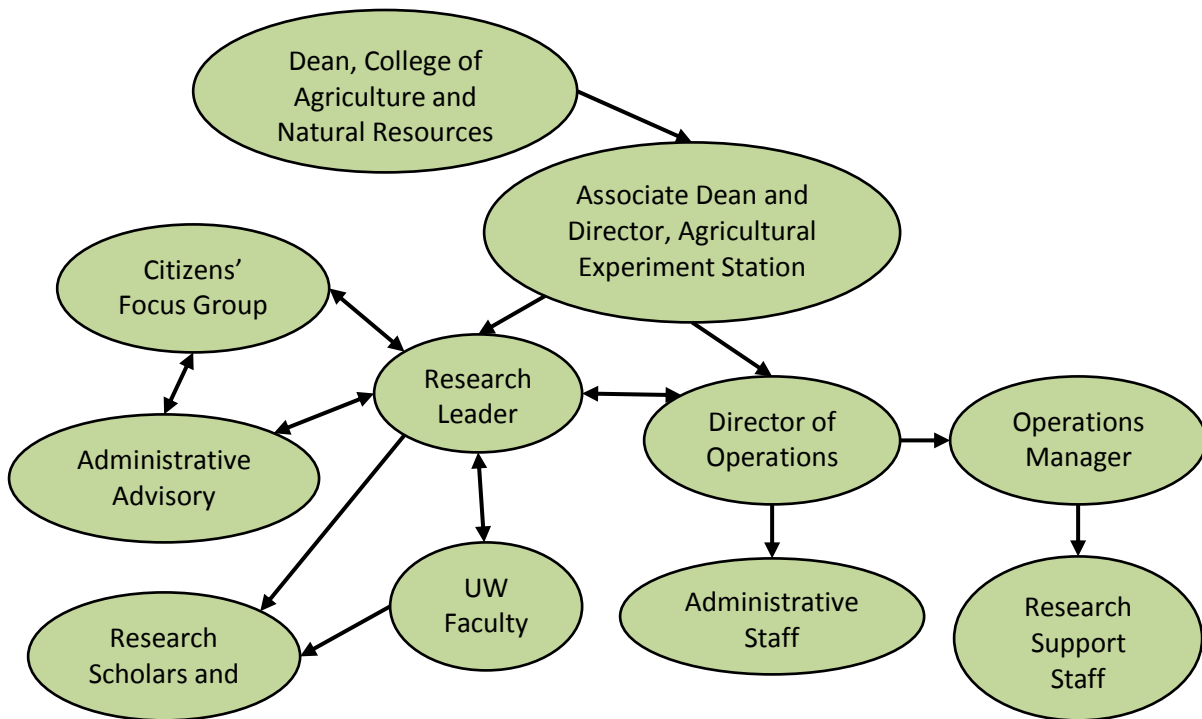 Dean, College of
Agriculture and
Natural Resources
Associate Dean and
Director, Agricultural
Experiment Station
Citizens’
Focus Group
Research
Leader
Director of
Operations
Operations
Manager
Administrative
Advisory
UW
Faculty
Administrative
Staff
Research
Support
Staff
Research
Scholars and